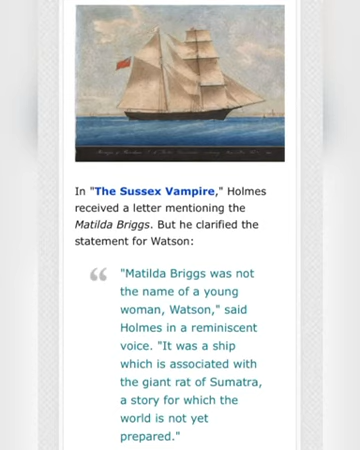 In "The Sussex Vampire," Holmes
received a letter mentioning the
Matilda Briggs. But he clarified the
statement for Watson:
"Matilda Briggs was not
the name of a young
woman, Watson," said
Holmes in a reminiscent
voice. "It was a ship
which is associated with
the giant rat of Sumatra,
a story for which the
world is not yet
prepared."